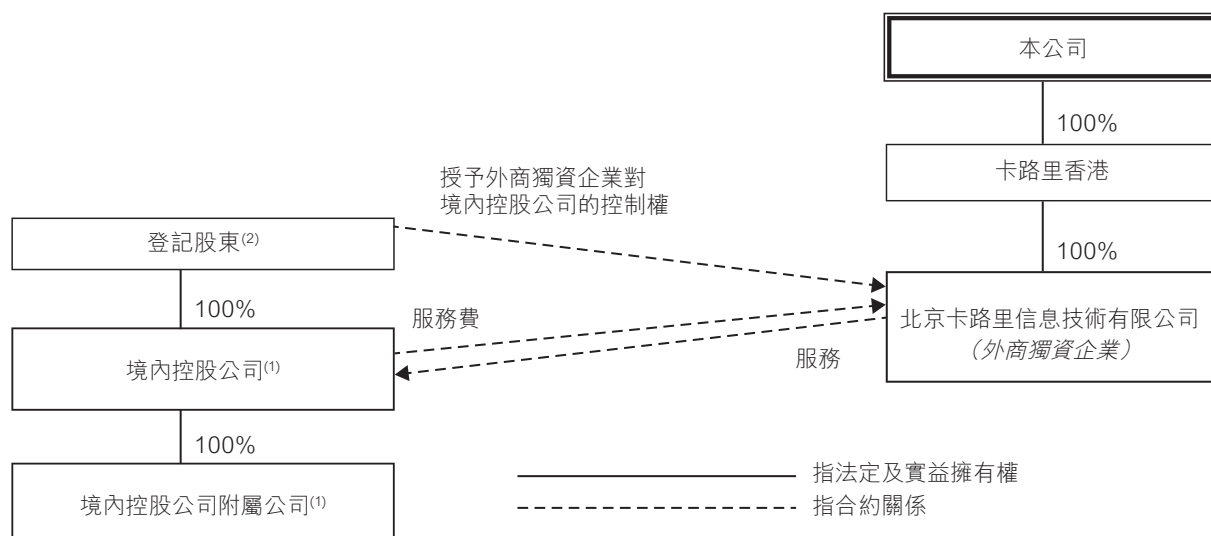 本公司
100%
卡路里香港
授予外商獨資企業對
境內控股公司的控制權
登記股東(2)
100%
100%
服務費
北京卡路里信息技術有限公司
（外商獨資企業）
境內控股公司(1)
服務
100%
境內控股公司附屬公司(1)
指法定及實益擁有權
指合約關係